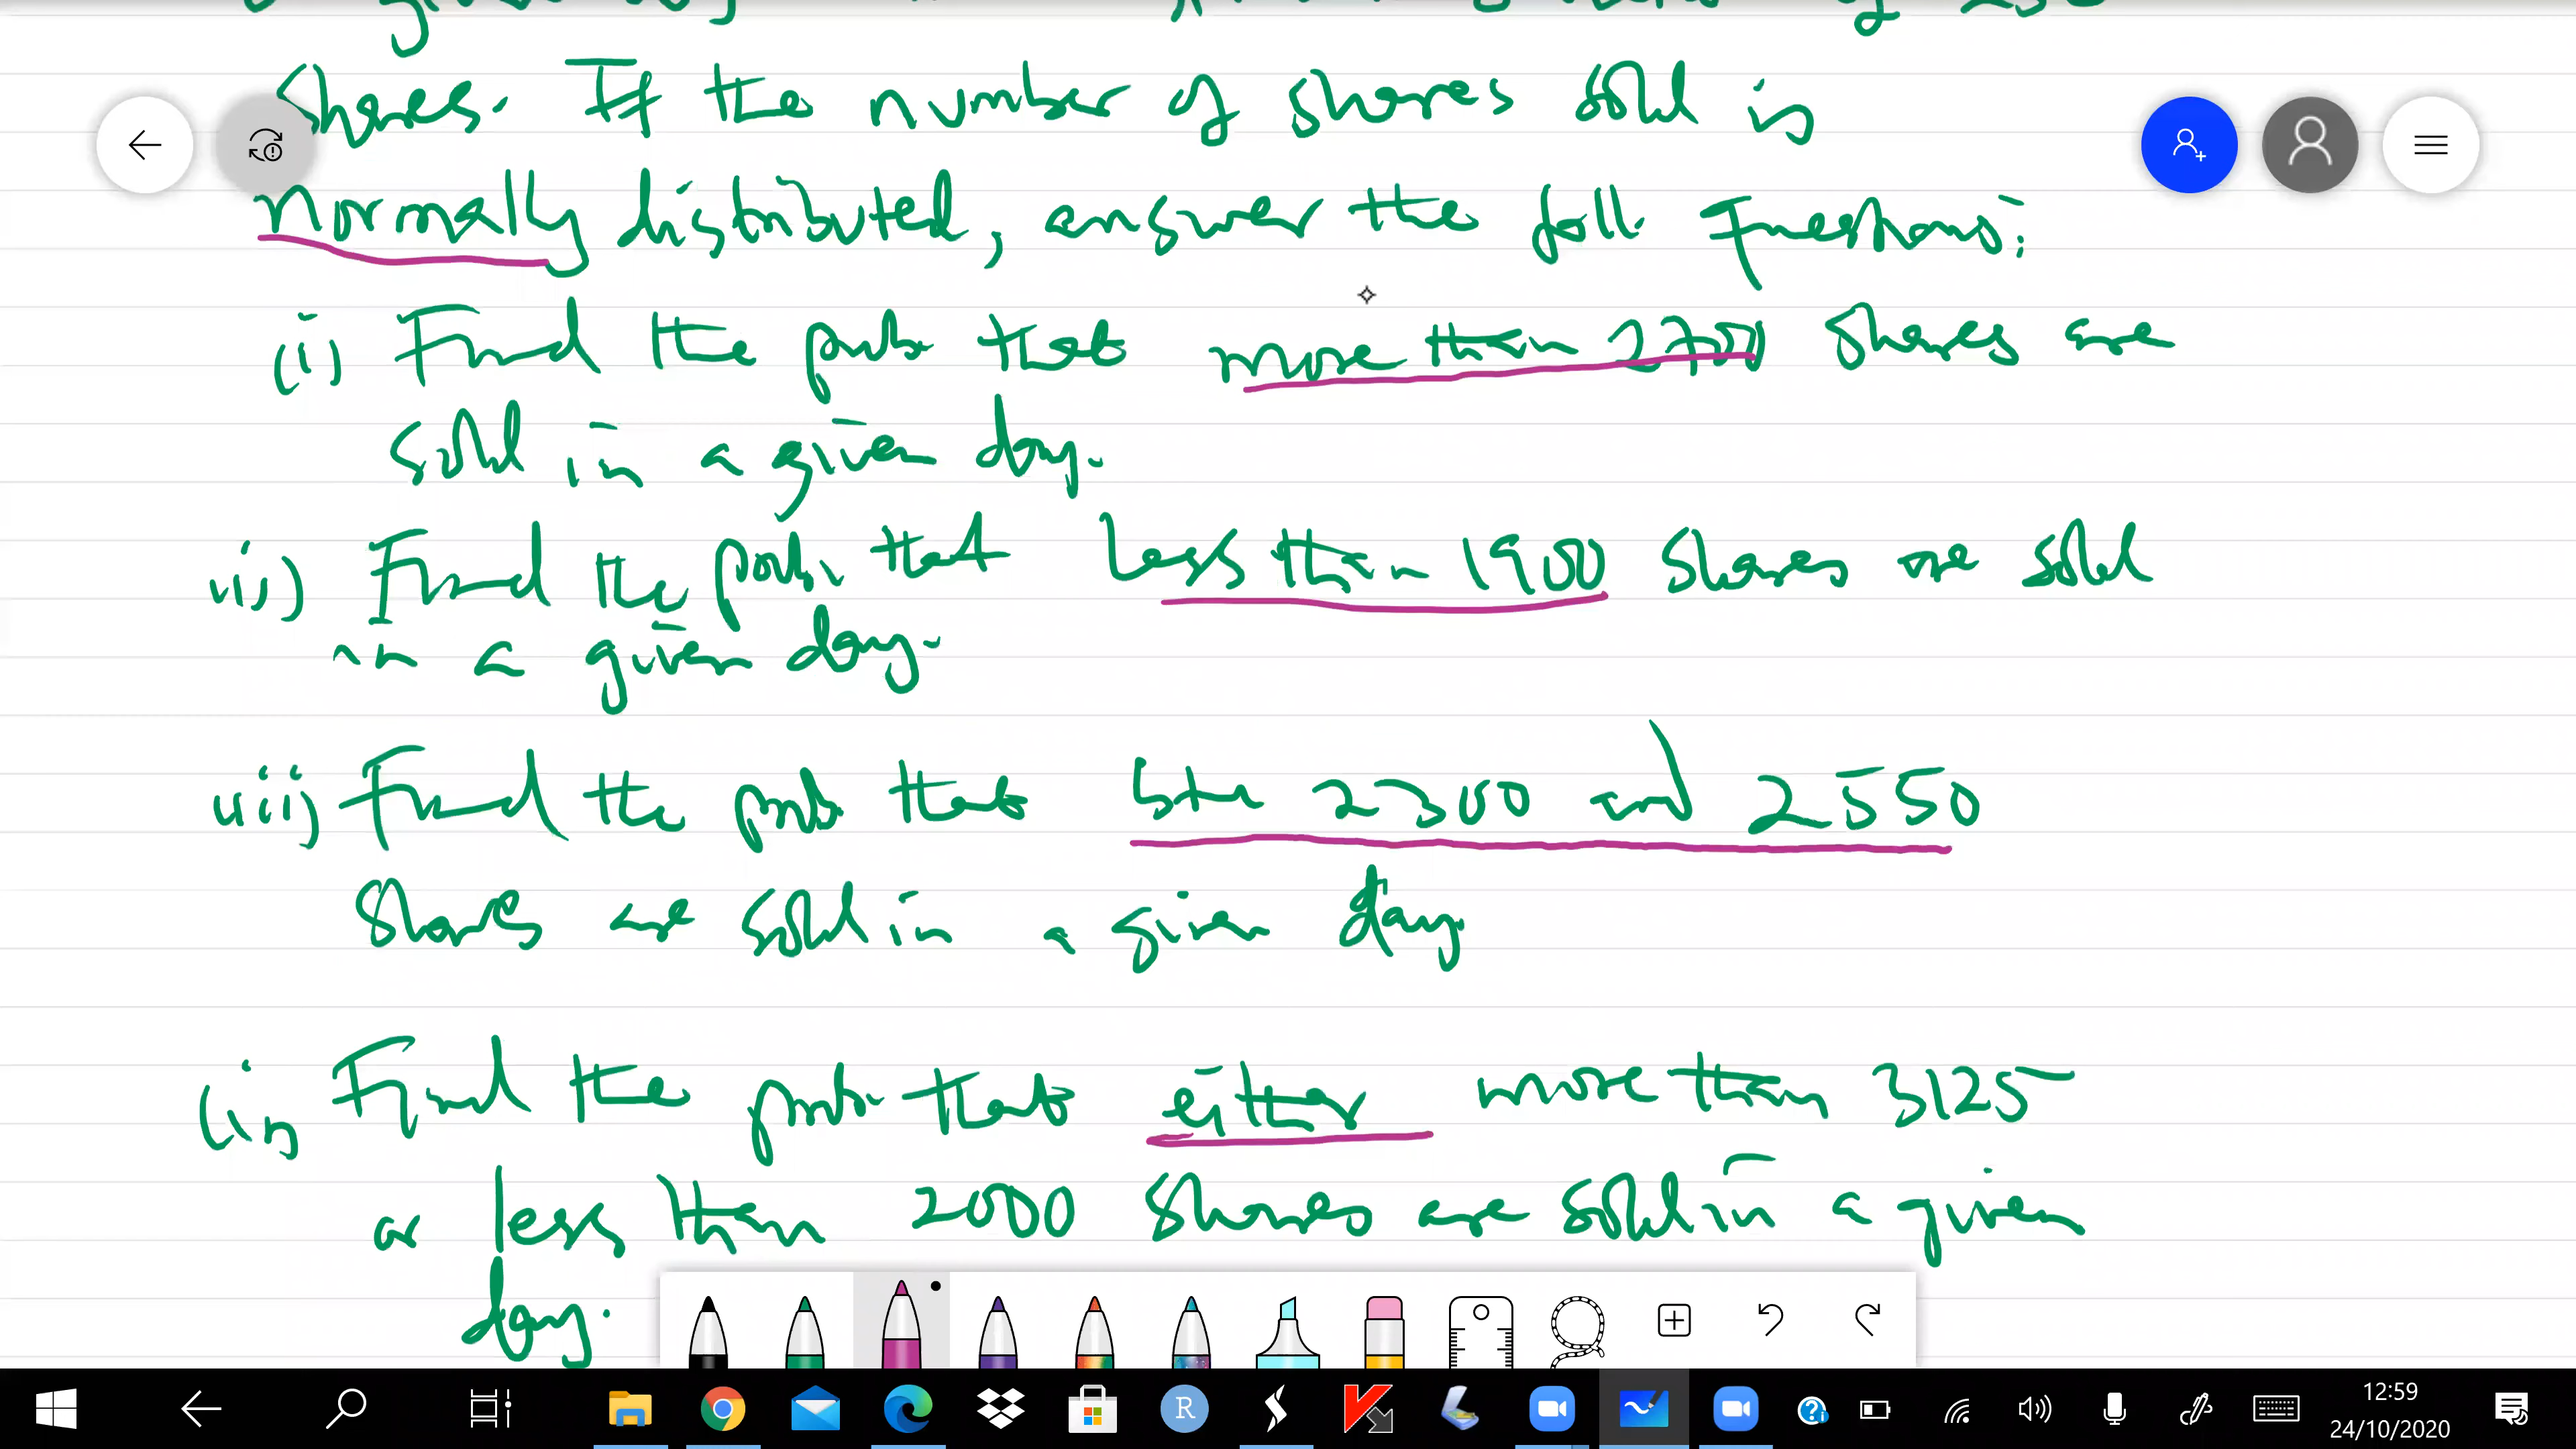 shares. If the number of shares sold is
normally distributed, answer the foll. questions:
(i) Find the prob. that more than 2700 shares are
sold in a given day.
(ii) Find the prob. that less than 1900 shares are sold
in a given day.
(iii) Find the prob that btn 2300 and 2550
shares are sold in a given day.
Find the prob. that either more than 3125
or less than 2000 shares are sold in a given
day.
R
12:59
24/10/2020